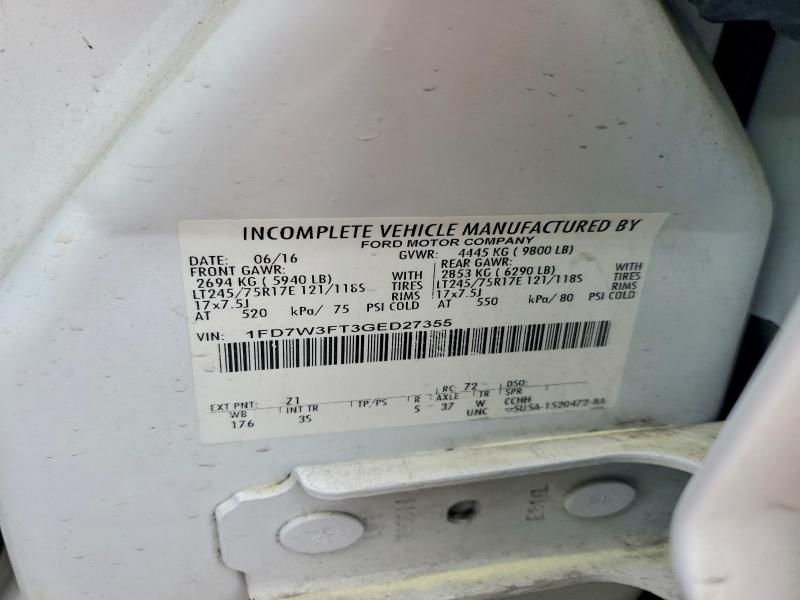 INCOMPLETE VEHICLE MANUFACTURED BY
FORD MOTOR COMPANY
DATE: 06/16 GVWR: 4445 KG ( 9800 LB)
FRONT GAWR: REAR GAWR:
2694 KG ( 5940 LB) WITH 2853 KG ( 6290 LB) WITH
LT245/75R17E 121/118S TIRES LT245/75R17E 121/118S TIRES
17x7.5J RIMS 17x7.5J RIMS
AT 520 kPa/ 75 PSI COLD AT 550 kPa/ 80 PSI COLD
VIN: 1FD7W3FT3GED27355
EXT PNT: Z1 RC: 72 DSO:
WB INT TR TP/PS R AXLE TR SPR
176 3S 5 37 W CCHH
UNC